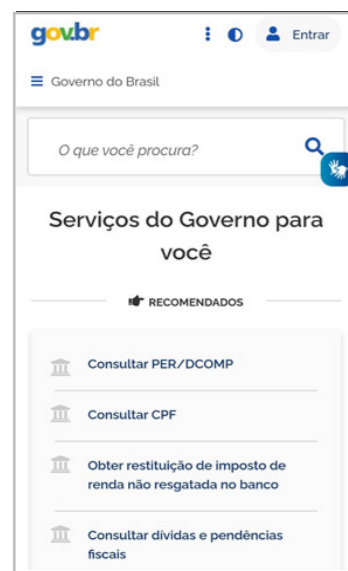 gov.br
Entrar
Governo do Brasil
O que você procura?
Serviços do Governo para
você
RECOMENDADOS
Consultar PER/DCOMP
Consultar CPF
Obter restituição de imposto de
renda não resgatada no banco
Consultar dívidas e pendências
fiscais